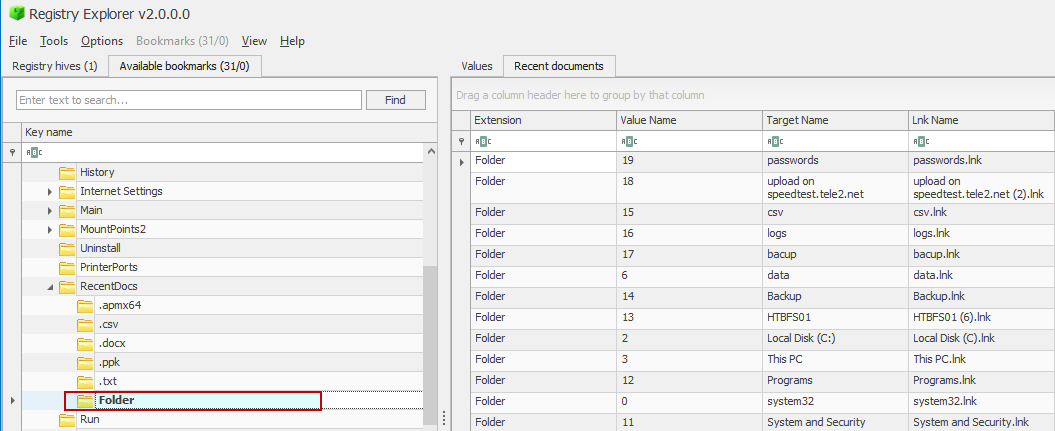 Registry Explorer v2.0.0.0
File Tools Options Bookmarks (31/0) View Help
Registry hives (1) Available bookmarks (31/0)
Enter text to search... Find
Key name
ABC
History
Internet Settings
Main
MountPoints2
Uninstall
PrinterPorts
RecentDocs
.apmx64
.csv
.docx
.ppk
.txt
Folder
Run
Values Recent documents
Drag a column header here to group by that column
Extension Value Name Target Name Lnk Name
ABC ABC ABC ABC
Folder 19 passwords passwords.lnk
Folder 18 upload on upload on
speedtest.tele2.net speedtest.tele2.net (2).lnk
Folder 15 csv csv.lnk
Folder 16 logs logs.lnk
Folder 17 bacup bacup.lnk
Folder 6 data data.lnk
Folder 14 Backup Backup.lnk
Folder 13 HTBFS01 HTBFS01 (6).lnk
Folder 2 Local Disk (C:) Local Disk (C).lnk
Folder 3 This PC This PC.lnk
Folder 12 Programs Programs.lnk
Folder 0 system32 system32.lnk
Folder 11 System and Security System and Security.lnk